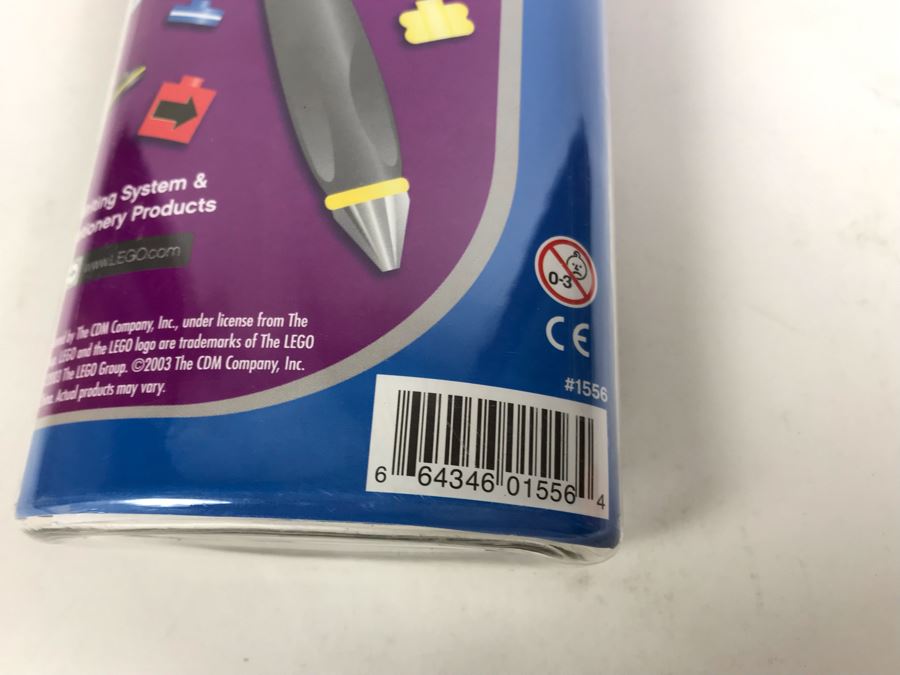 System &
Products
www.LEGO.com
by The CDM Company, Inc., under license from The
LEGO and the LEGO logo are trademarks of The LEGO
The LEGO Group. ©2003 The CDM Company, Inc.
Actual products may vary.
0-3
CE
#1556
6 64346 01556 4